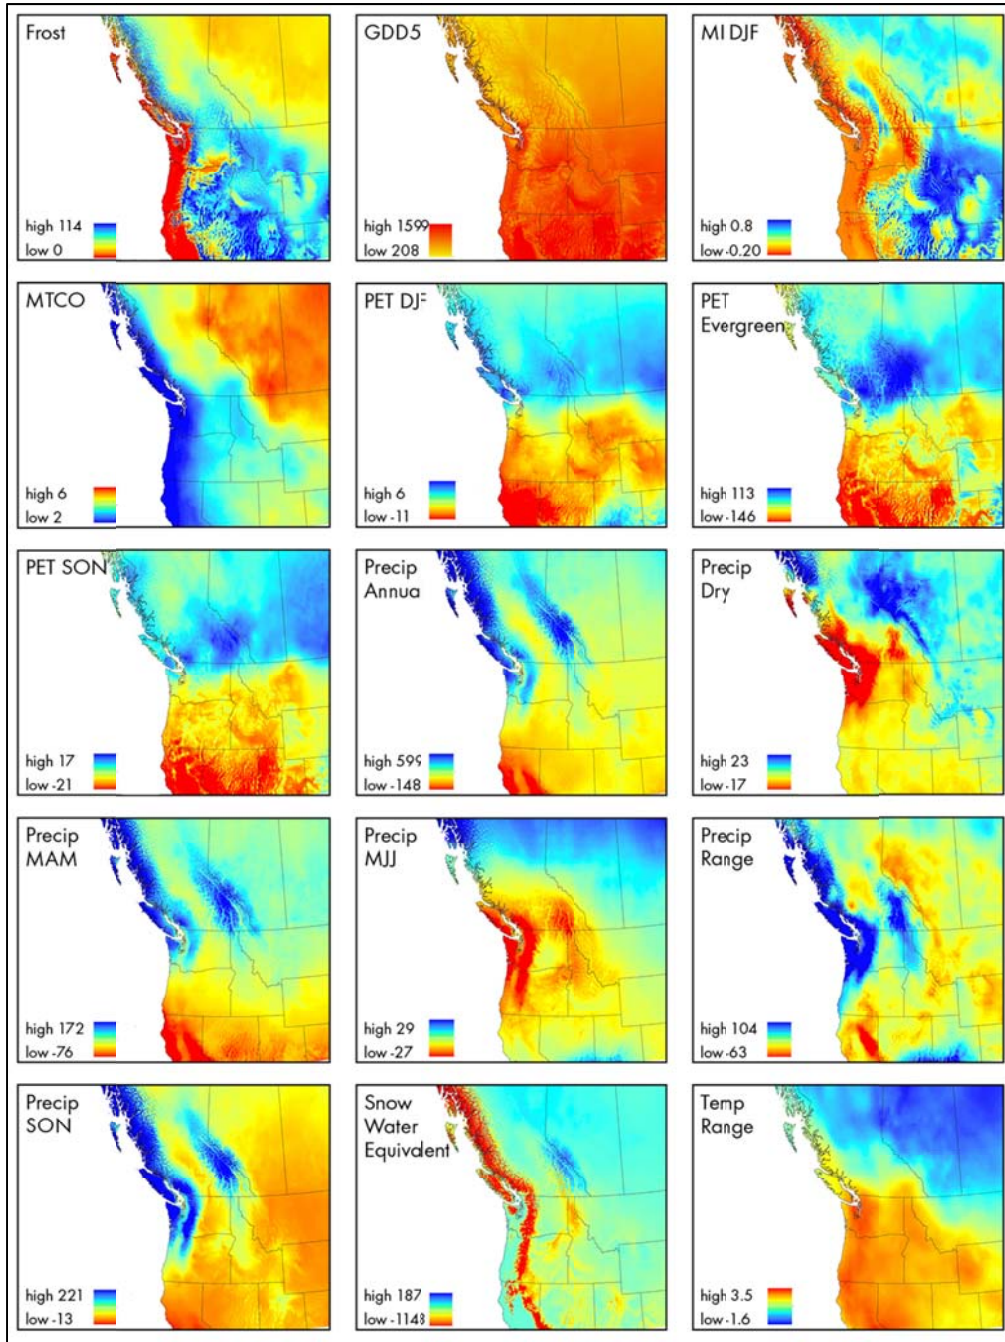 Frost
high 114
low 0
GDD5
high 1599
low 208
MI DJF
high 0.8
low -0.20
MTCO
high 6
low 2
PET DJF
high 6
low -11
PET
Evergreen
high 113
low -146
PET SON
high 17
low -21
Precip
Annual
high 599
low -148
Precip
Dry
high 23
low -17
Precip
MAM
high 172
low -76
Precip
MJJ
high 29
low -27
Precip
Range
high 104
low -63
Precip
SON
high 221
low -13
Snow
Water
Equivalent
high 187
low -1148
Temp
Range
high 3.5
low -1.6